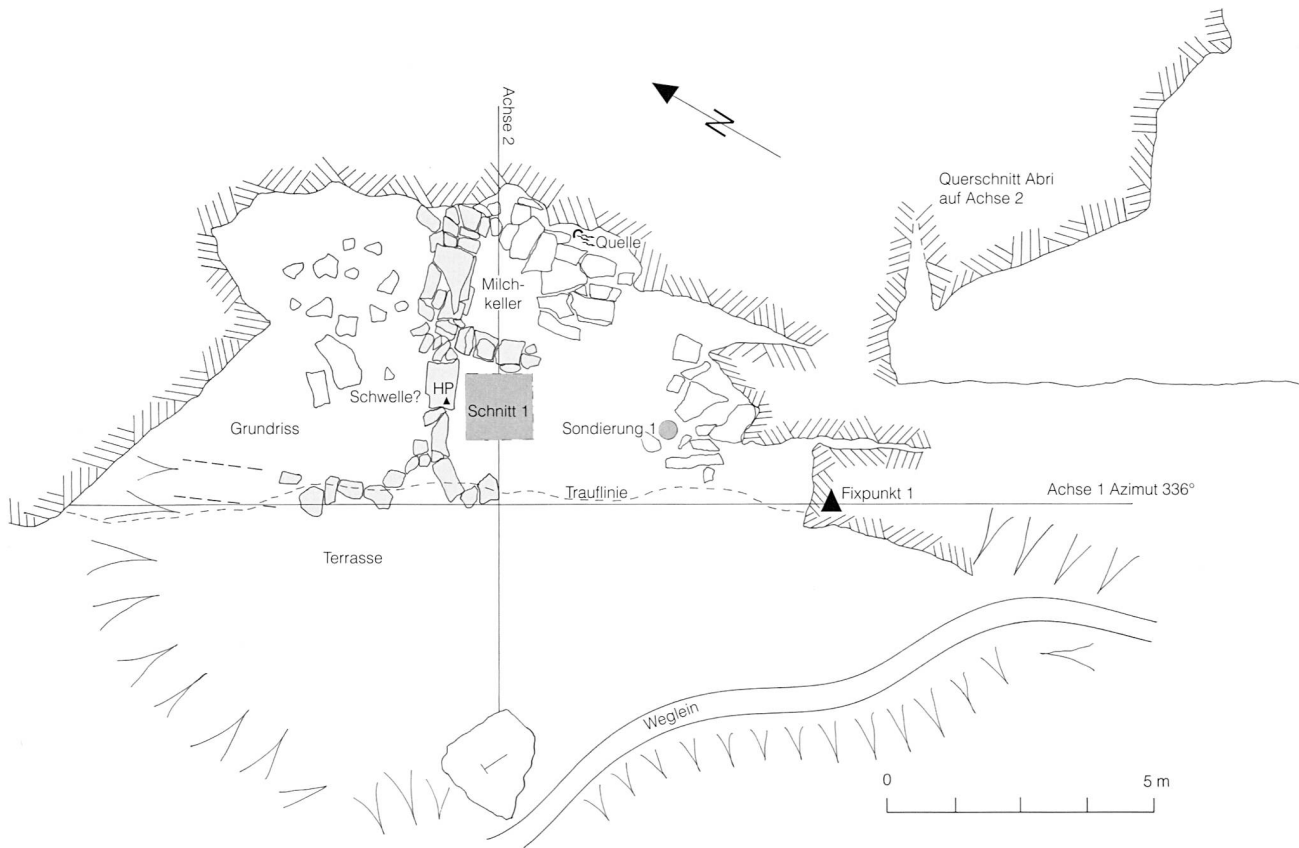 Achse 2
N
Querschnitt Abri
auf Achse 2
Quelle
Milch-
keller
HP
Schwelle?
Schnitt 1
Grundriss
Sondierung 1
Trauflinie
Fixpunkt 1
Achse 1 Azimut 336°
Terrasse
Weglein
0
5 m